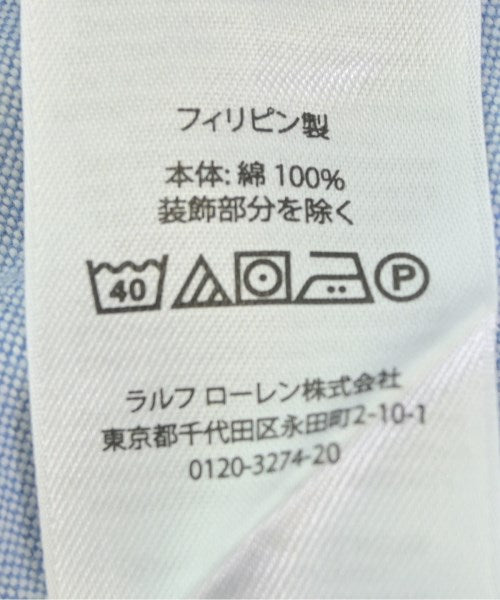 フィリピン製
本体: 綿 100%
装飾部分を除く
40 P
ラルフ ローレン株式会社
東京都千代田区永田町2-10-1
0120-3274-20